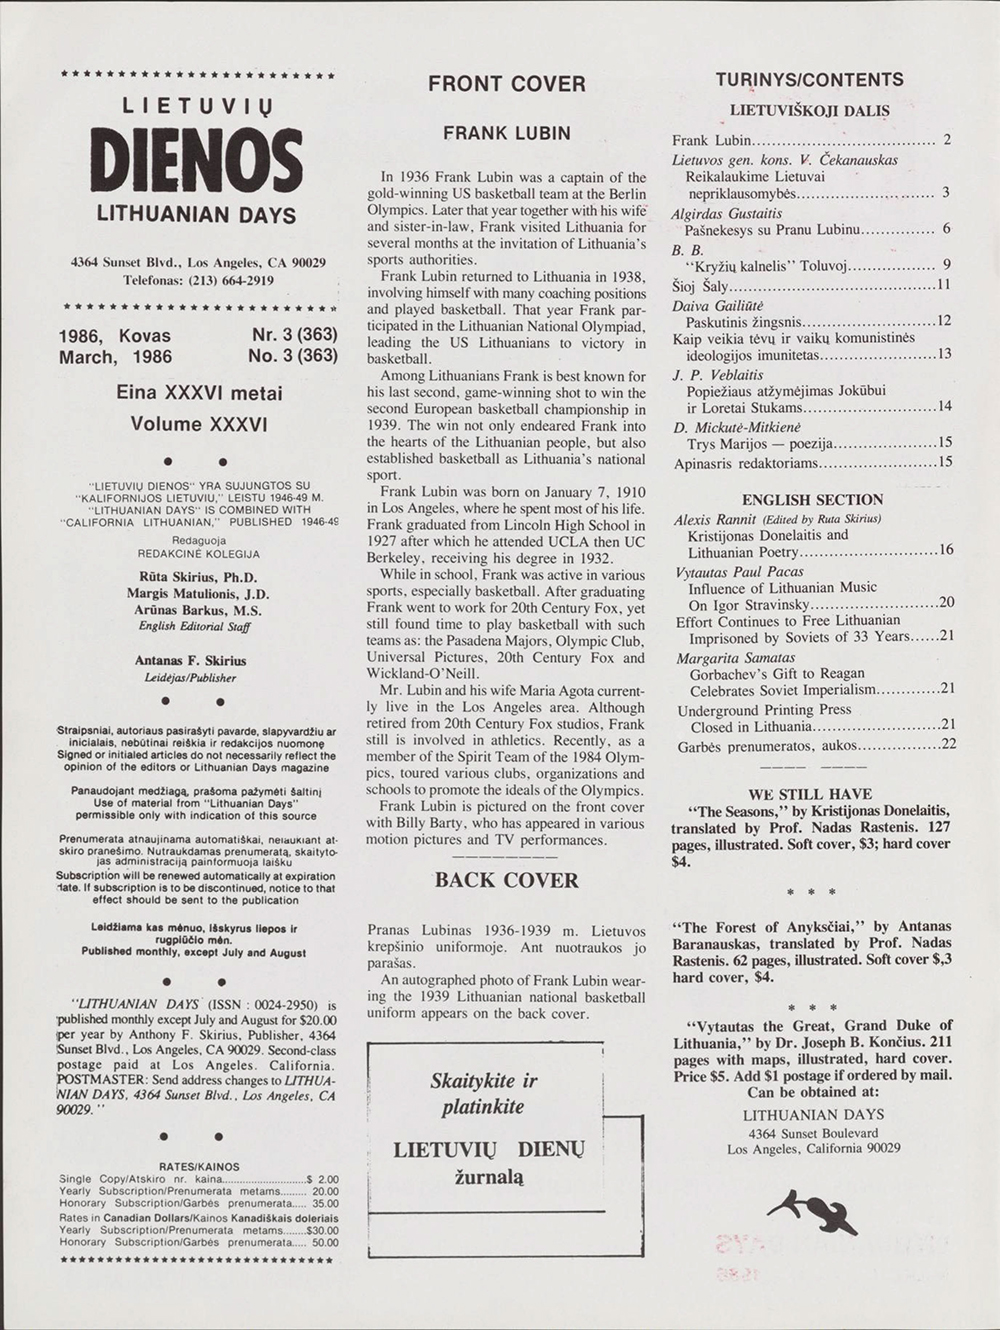 LIETUVIŲ
DIENOS
LITHUANIAN DAYS
4364 Sunset Blvd., Los Angeles, CA 90029
Telefonas: (213) 664-2919
1986, Kovas Nr. 3 (363)
March, 1986 No. 3 (363)
Eina XXXVI metai
Volume XXXVI
"LIETUVIŲ DIENOS" YRA SUJUNGTOS SU
"KALIFORNIJOS LIETUVIU," LEISTU 1946-49 M.
"LITHUANIAN DAYS" IS COMBINED WITH
"CALIFORNIA LITHUANIAN," PUBLISHED 1946-49
Redaguoja
REDAKCINĖ KOLEGIJA
Rūta Skirius, Ph.D.
Margis Matulionis, J.D.
Arūnas Barkus, M.S.
English Editorial Staff
Antanas F. Skirius
Leidėjas/Publisher
Straipsniai, autoriaus pasirašyti pavarde, slapyvardžiu ar
inicialais, nebūtinai reiškia ir redakcijos nuomonę
Signed or initialed articles do not necessarily reflect the
opinion of the editors or Lithuanian Days magazine
Panaudojant medžiagą, prašoma pažymėti šaltinį
Use of material from "Lithuanian Days"
permissible only with indication of this source
Prenumerata atnaujinama automatiškai, nelaukiant at-
skiro pranešimo. Nutraukdamas prenumeratą, skaityto-
jas administraciją painformuoja laišku
Subscription will be renewed automatically at expiration
date. If subscription is to be discontinued, notice to that
effect should be sent to the publication
Leidžiama kas mėnuo, išskyrus liepos ir
rugpiūčio mėn.
Published monthly, except July and August
"LITHUANIAN DAYS (ISSN : 0024-2950) is
published monthly except July and August for $20.00
per year by Anthony F. Skirius, Publisher, 4364
Sunset Blvd., Los Angeles, CA 90029. Second-class
postage paid at Los Angeles. California.
POSTMASTER: Send address changes to LITHUA-
NIAN DAYS, 4364 Sunset Blvd., Los Angeles, CA
90029."
RATES/KAINOS
Single Copy/Atskiro nr. kaina............................$ 2.00
Yearly Subscription/Prenumerata metams......... 20.00
Honorary Subscription/Garbės prenumerata..... 35.00
Rates in Canadian Dollars/Kainos Kanadiškais doleriais
Yearly Subscription/Prenumerata metams........$30.00
Honorary Subscription/Garbės prenumerata..... 50.00
FRONT COVER
FRANK LUBIN
In 1936 Frank Lubin was a captain of the
gold-winning US basketball team at the Berlin
Olympics. Later that year together with his wife
and sister-in-law, Frank visited Lithuania for
several months at the invitation of Lithuania's
sports authorities.
Frank Lubin returned to Lithuania in 1938,
involving himself with many coaching positions
and played basketball. That year Frank par-
ticipated in the Lithuanian National Olympiad,
leading the US Lithuanians to victory in
basketball.
Among Lithuanians Frank is best known for
his last second, game-winning shot to win the
second European basketball championship in
1939. The win not only endeared Frank into
the hearts of the Lithuanian people, but also
established basketball as Lithuania's national
sport.
Frank Lubin was born on January 7, 1910
in Los Angeles, where he spent most of his life.
Frank graduated from Lincoln High School in
1927 after which he attended UCLA then UC
Berkeley, receiving his degree in 1932.
While in school, Frank was active in various
sports, especially basketball. After graduating
Frank went to work for 20th Century Fox, yet
still found time to play basketball with such
teams as: the Pasadena Majors, Olympic Club,
Universal Pictures, 20th Century Fox and
Wickland-O'Neill.
Mr. Lubin and his wife Maria Agota current-
ly live in the Los Angeles area. Although
retired from 20th Century Fox studios, Frank
still is involved in athletics. Recently, as a
member of the Spirit Team of the 1984 Olym-
pics, toured various clubs, organizations and
schools to promote the ideals of the Olympics.
Frank Lubin is pictured on the front cover
with Billy Barty, who has appeared in various
motion pictures and TV performances.
BACK COVER
Pranas Lubinas 1936-1939 m. Lietuvos
krepšinio uniformoje. Ant nuotraukos jo
parašas.
An autographed photo of Frank Lubin wear-
ing the 1939 Lithuanian national basketball
uniform appears on the back cover.
Skaitykite ir
platinkite
LIETUVIŲ DIENŲ
žurnalą
TURINYS/CONTENTS
LIETUVIŠKOJI DALIS
Frank Lubin.................................... 2
Lietuvos gen. kons. V. Čekanauskas
Reikalaukime Lietuvai
nepriklausomybės........................... 3
Algirdas Gustaitis
Pašnekesys su Pranu Lubinu............... 6
B. B.
"Kryžių kalnelis" Toluvoj.................. 9
Šioj Šaly.........................................11
Daiva Gailiūtė
Paskutinis žingsnis..........................12
Kaip veikia tėvų ir vaikų komunistinės
ideologijos imunitetas.......................13
J. P. Veblaitis
Popiežiaus atžymėjimas Jokūbui
ir Loretai Stukams..........................14
D. Mickutė-Mitkienė
Trys Marijos — poezija....................15
Apinasris redaktoriams.......................15
ENGLISH SECTION
Alexis Rannit (Edited by Ruta Skirius)
Kristijonas Donelaitis and
Lithuanian Poetry...........................16
Vytautas Paul Pacas
Influence of Lithuanian Music
On Igor Stravinsky.........................20
Effort Continues to Free Lithuanian
Imprisoned by Soviets of 33 Years......21
Margarita Samatas
Gorbachev's Gift to Reagan
Celebrates Soviet Imperialism............21
Underground Printing Press
Closed in Lithuania........................21
Garbės prenumeratos, aukos................22
WE STILL HAVE
"The Seasons," by Kristijonas Donelaitis,
translated by Prof. Nadas Rastenis. 127
pages, illustrated. Soft cover, $3; hard cover
$4.
* * *
"The Forest of Anyksčiai," by Antanas
Baranauskas, translated by Prof. Nadas
Rastenis. 62 pages, illustrated. Soft cover $,3
hard cover, $4.
* * *
"Vytautas the Great, Grand Duke of
Lithuania," by Dr. Joseph B. Končius. 211
pages with maps, illustrated, hard cover.
Price $5. Add $1 postage if ordered by mail.
Can be obtained at:
LITHUANIAN DAYS
4364 Sunset Boulevard
Los Angeles, California 90029